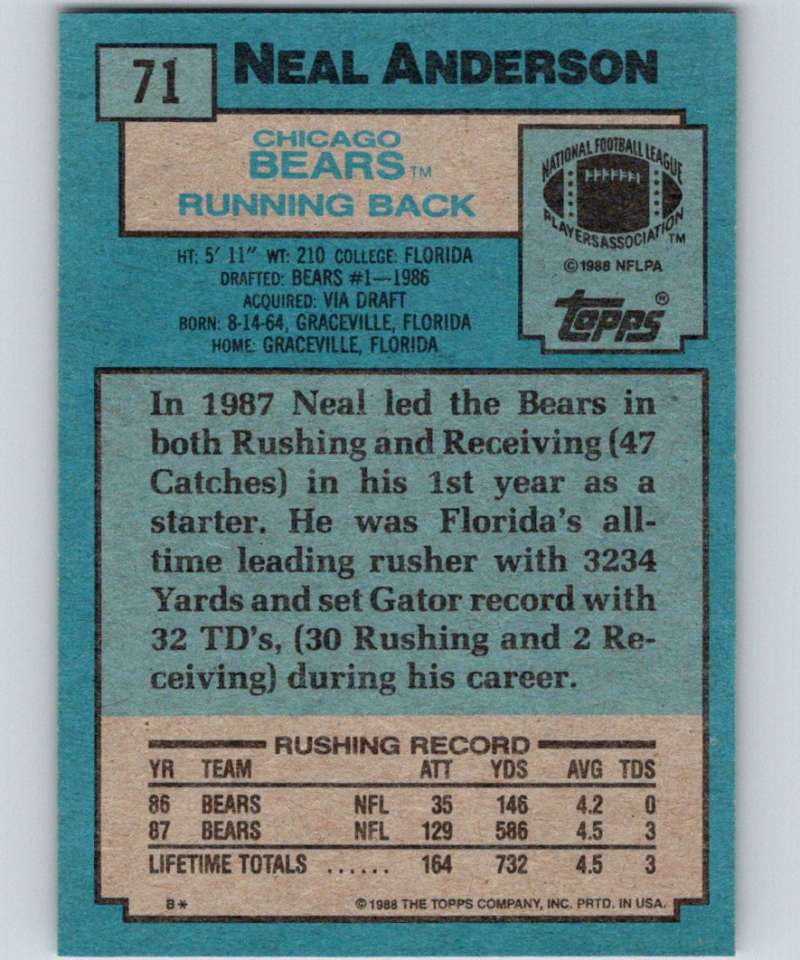 71
NEAL ANDERSON
CHICAGO
BEARS™
RUNNING BACK
NATIONAL FOOTBALL LEAGUE
PLAYERS ASSOCIATION™
©1988 NFLPA
Topps®
HT: 5' 11" WT: 210 COLLEGE: FLORIDA
DRAFTED: BEARS #1—1986
ACQUIRED: VIA DRAFT
BORN: 8-14-64, GRACEVILLE, FLORIDA
HOME: GRACEVILLE, FLORIDA
In 1987 Neal led the Bears in
both Rushing and Receiving (47
Catches) in his 1st year as a
starter. He was Florida's all-
time leading rusher with 3234
Yards and set Gator record with
32 TD's, (30 Rushing and 2 Re-
ceiving) during his career.
RUSHING RECORD
YR TEAM ATT YDS AVG TDS
86 BEARS NFL 35 146 4.2 0
87 BEARS NFL 129 586 4.5 3
LIFETIME TOTALS ...... 164 732 4.5 3
B* ©1988 THE TOPPS COMPANY, INC. PRTD. IN USA.